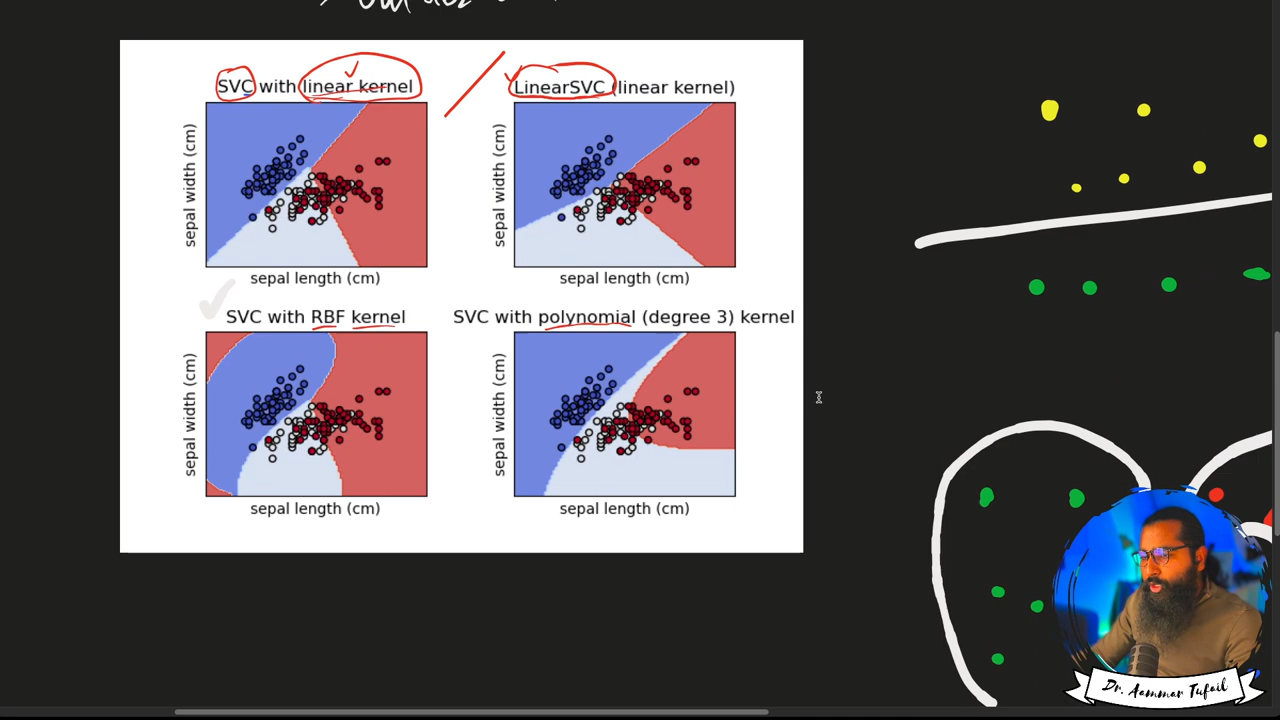 SVC with linear kernel
LinearSVC (linear kernel)
sepal width (cm)
sepal width (cm)
sepal length (cm)
sepal length (cm)
SVC with RBF kernel
SVC with polynomial (degree 3) kernel
sepal width (cm)
sepal width (cm)
sepal length (cm)
sepal length (cm)
Dr. Aammar Tufail